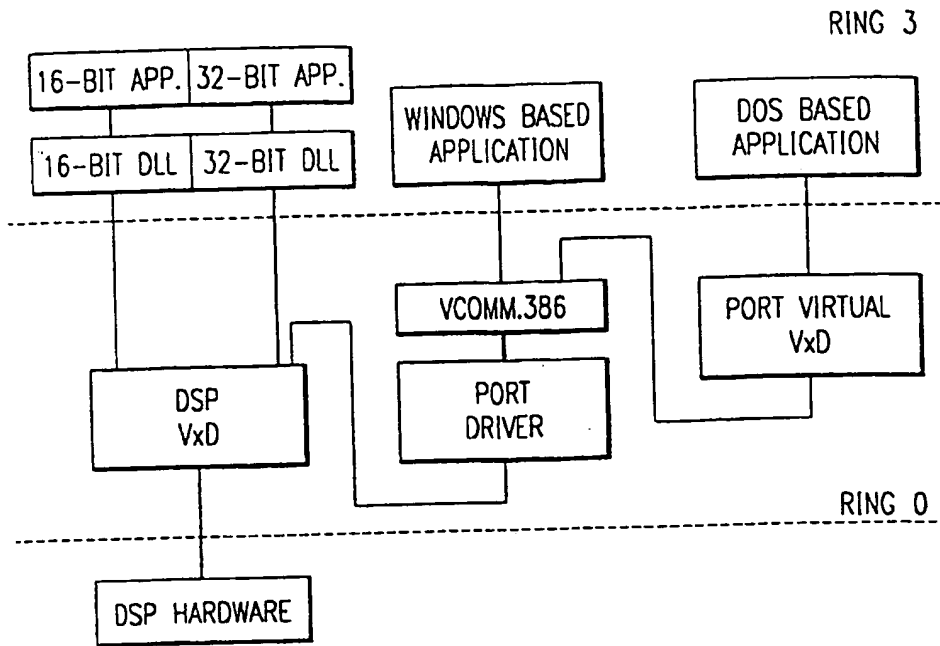 RING 3
16-BIT APP.
32-BIT APP.
16-BIT DLL
32-BIT DLL
WINDOWS BASED
APPLICATION
DOS BASED
APPLICATION
VCOMM.386
PORT VIRTUAL
VxD
DSP
VxD
PORT
DRIVER
RING 0
DSP HARDWARE